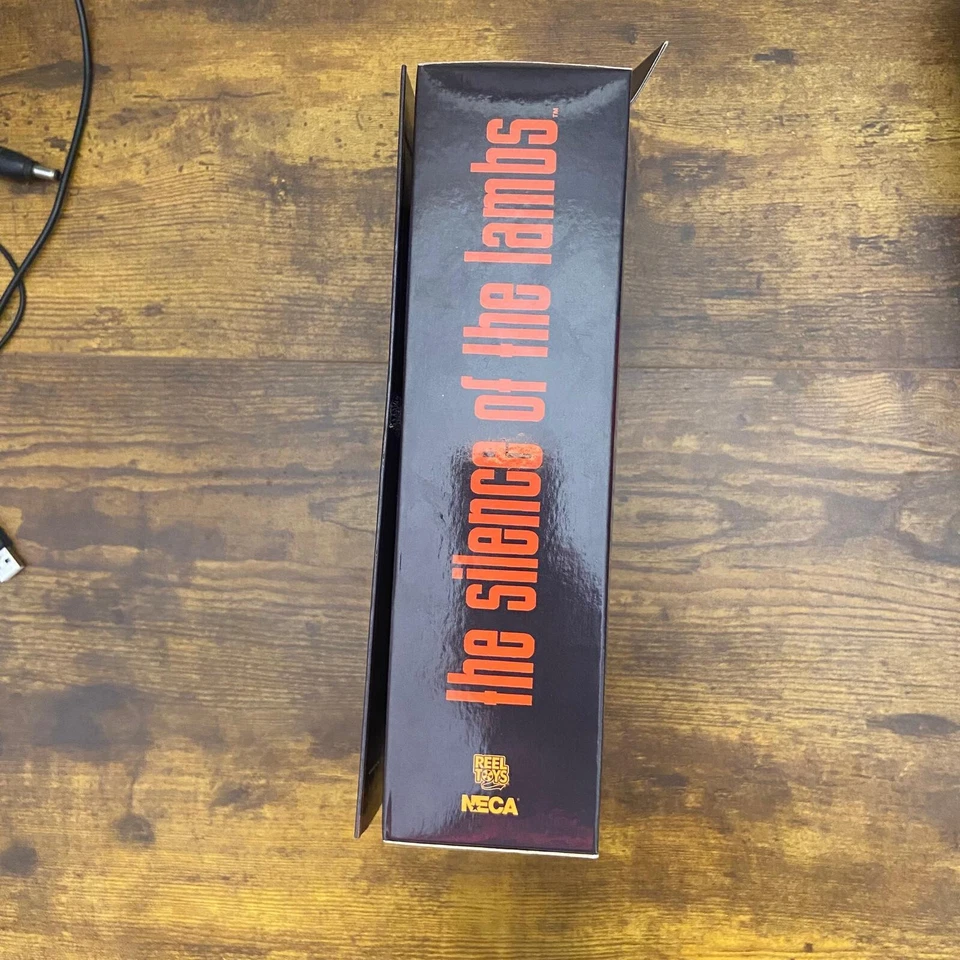 the silence of the lambs™
REEL
TOYS
NECA